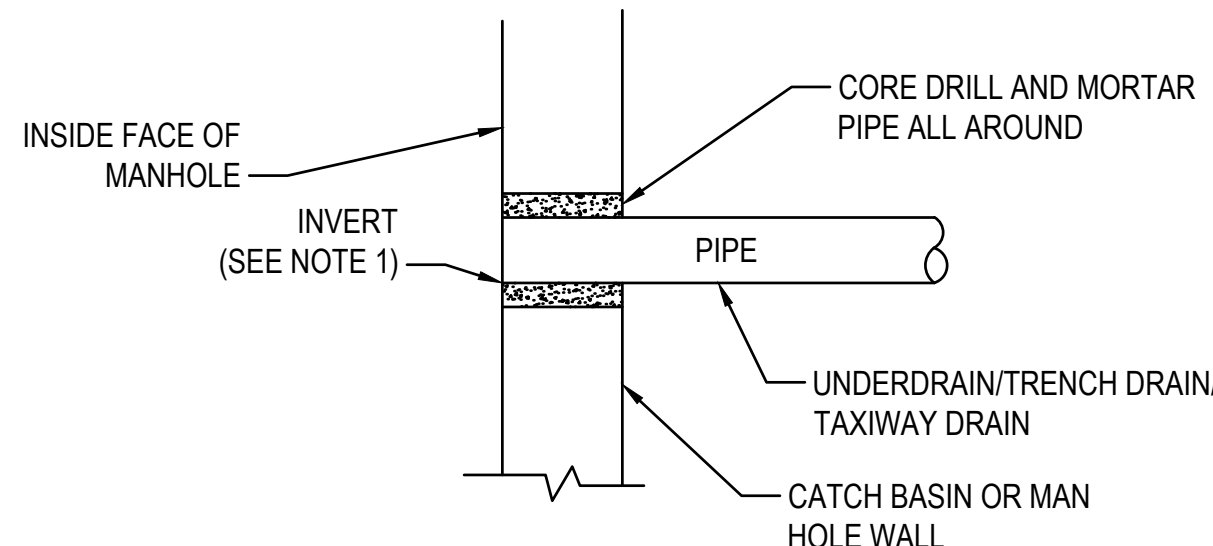 CORE DRILL AND MORTAR
PIPE ALL AROUND
INSIDE FACE OF
MANHOLE
INVERT
(SEE NOTE 1)
PIPE
UNDERDRAIN/TRENCH DRAIN/
TAXIWAY DRAIN
CATCH BASIN OR MAN
HOLE WALL